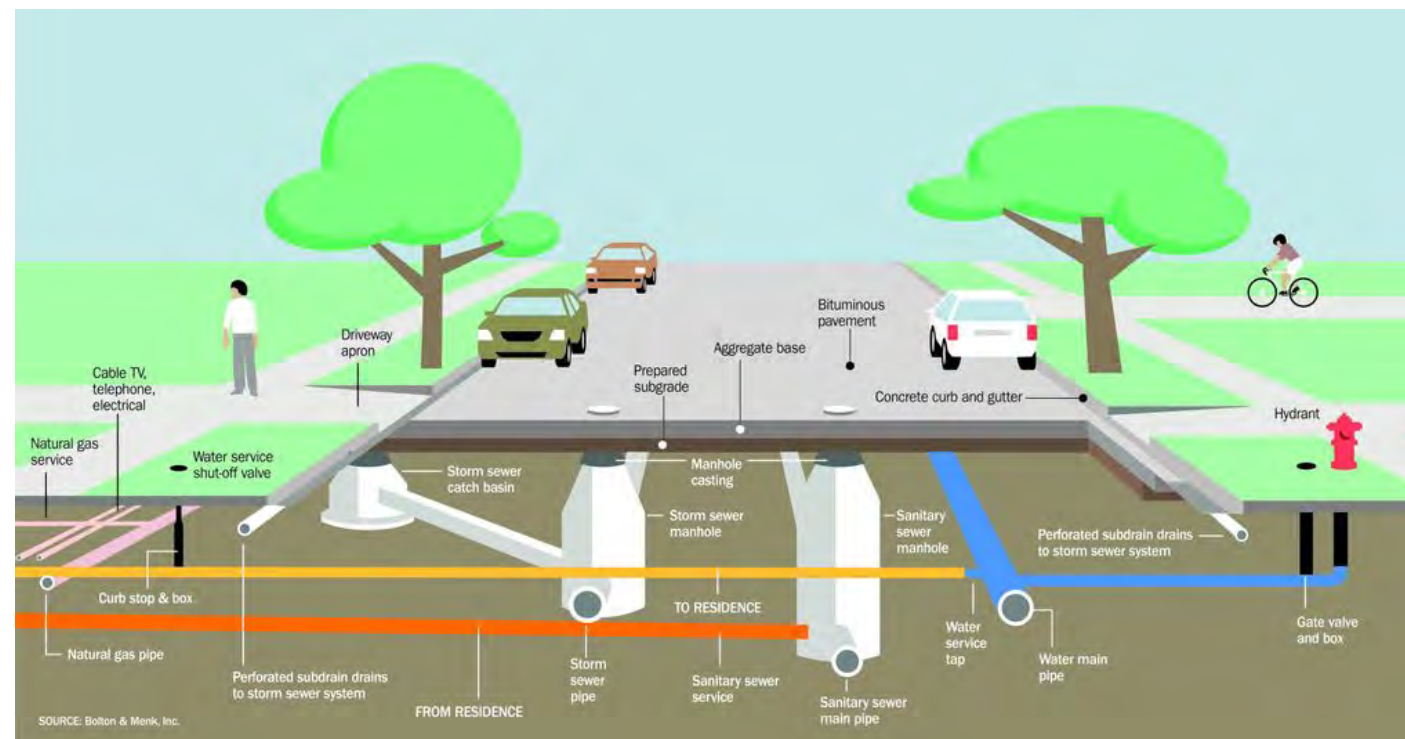 Bituminous
pavement
Driveway
apron
Aggregate base
Prepared
subgrade
Cable TV,
telephone,
electrical
Concrete curb and gutter
Hydrant
Natural gas
service
Water service
shut-off valve
Storm sewer
catch basin
Manhole
casting
Storm sewer
manhole
Sanitary
sewer
manhole
Perforated subdrain drains
to storm sewer system
Curb stop & box
TO RESIDENCE
Natural gas pipe
Perforated subdrain drains
to storm sewer system
FROM RESIDENCE
Storm
sewer
pipe
Sanitary sewer
service
Sanitary sewer
main pipe
Water
service
tap
Water main
pipe
Gate valve
and box
SOURCE: Bolton & Menk, Inc.